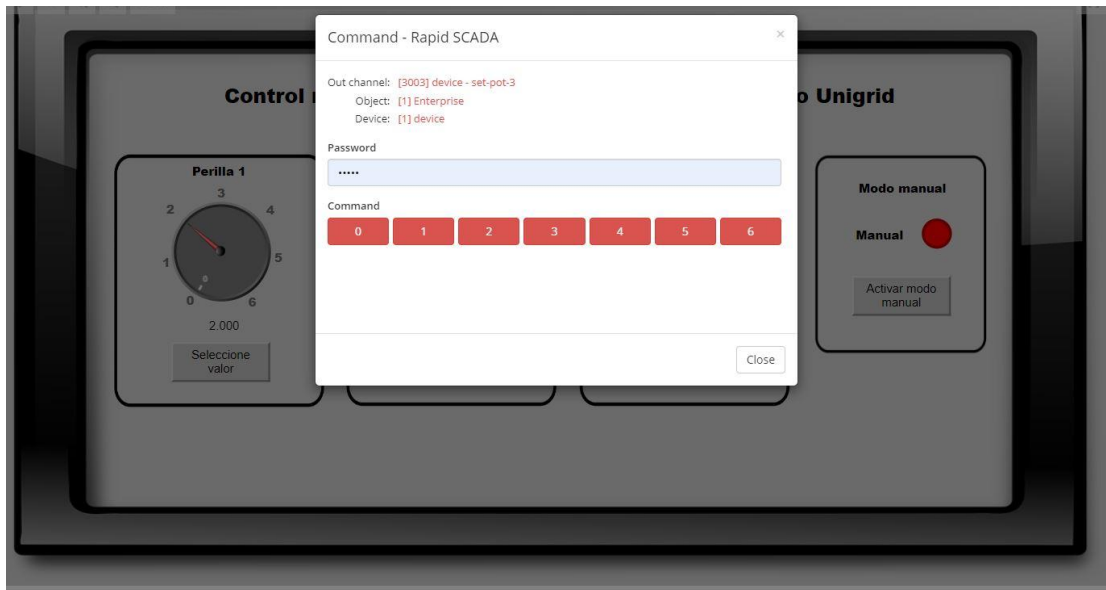 Command - Rapid SCADA
×
Out channel: [3003] device - set-pot-3
Object: [1] Enterprise
Device: [1] device
Password
•••••
Command
0 1 2 3 4 5 6
Close
Control
o Unigrid
Perilla 1
3
2 4
1 5
0
0 6
2.000
Seleccione
valor
Modo manual
Manual
Activar modo
manual